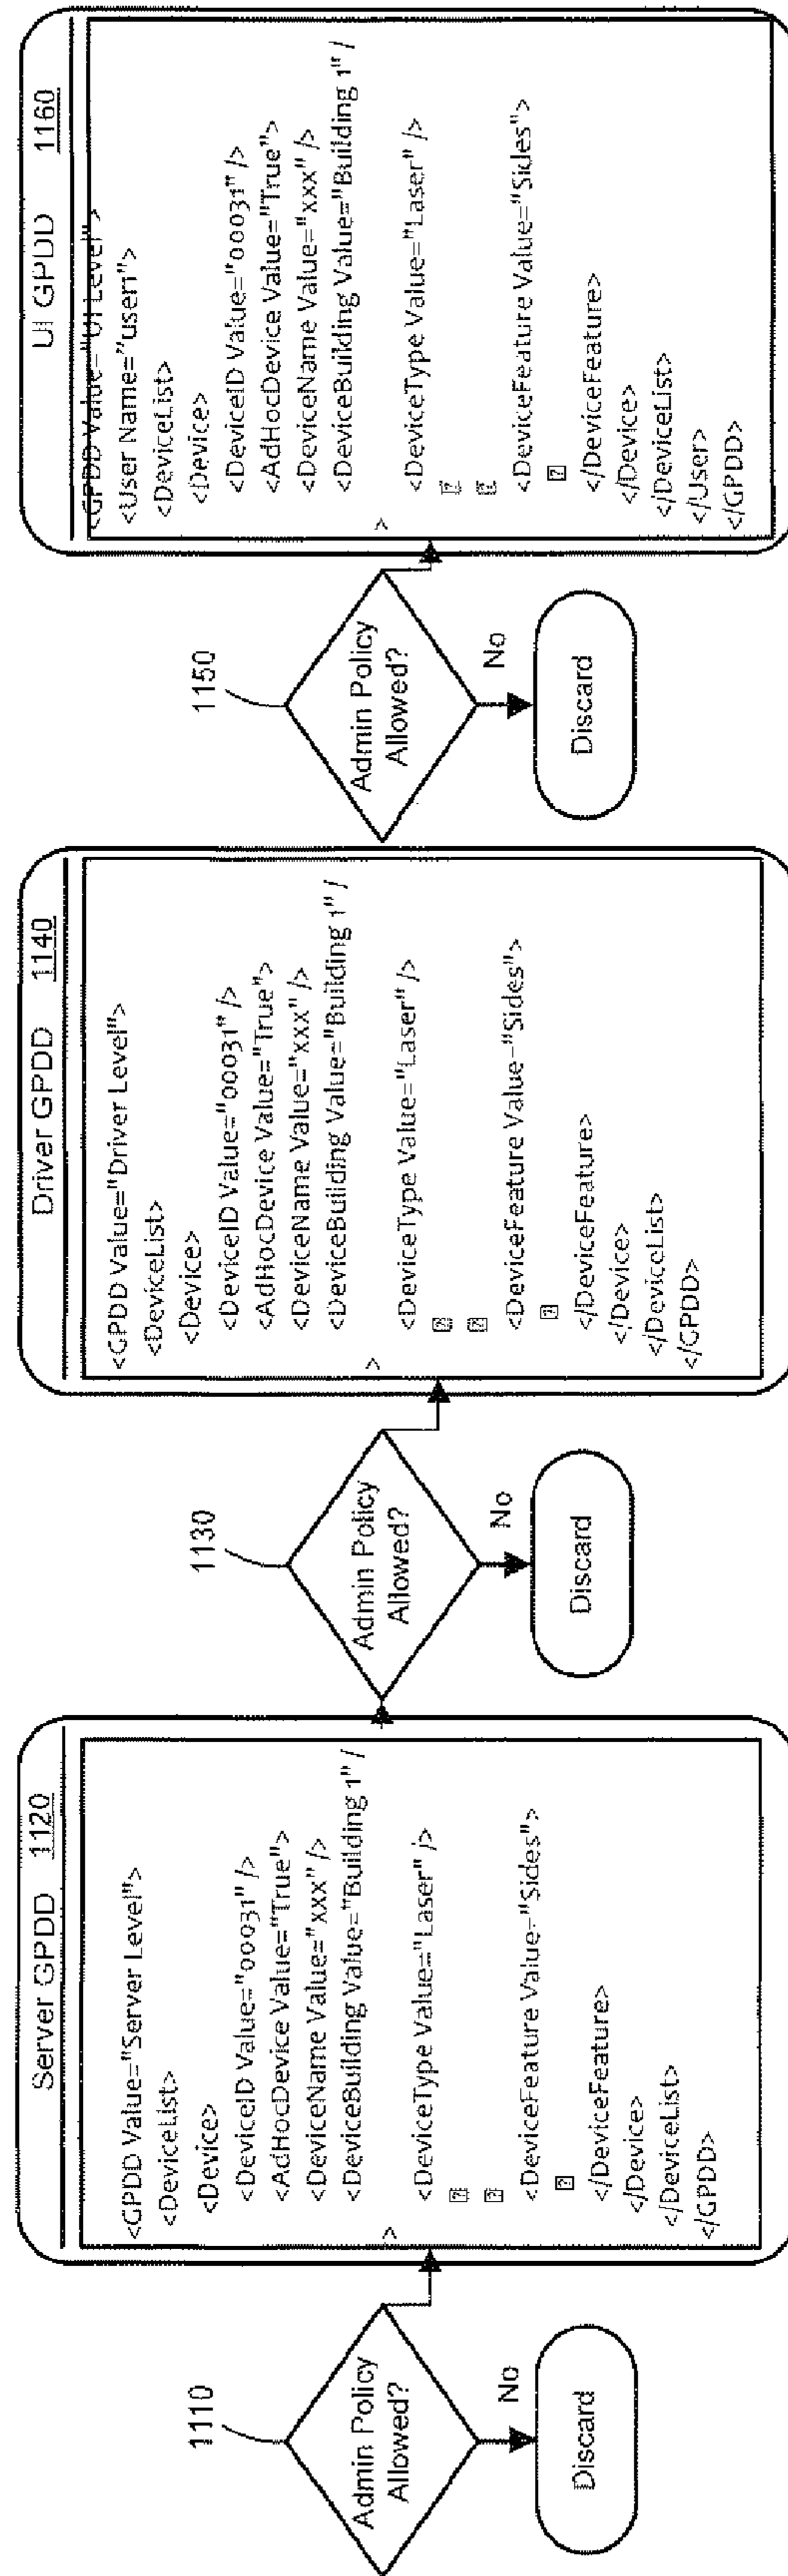 1110
Admin Policy
Allowed?
No
Discard
Server GPDD 1120
<GPDD Value="Server Level">
<DeviceList>
<Device>
<DeviceID Value="00031" />
<AdHocDevice Value="True">
<DeviceName Value="xxx" />
<DeviceBuilding Value="Building 1" /
>
<DeviceType Value="Laser" />
<DeviceFeature Value="Sides">
</DeviceFeature>
</Device>
</DeviceList>
</GPDD>
1130
Admin Policy
Allowed?
No
Discard
Driver GPDD 1140
<GPDD Value="Driver Level">
<DeviceList>
<Device>
<DeviceID Value="00031" />
<AdHocDevice Value="True">
<DeviceName Value="xxx" />
<DeviceBuilding Value="Building 1" /
>
<DeviceType Value="Laser" />
<DeviceFeature Value="Sides">
</DeviceFeature>
</Device>
</DeviceList>
</GPDD>
1150
Admin Policy
Allowed?
No
Discard
UI GPDD 1160
<GPDD Value="UI Level">
<User Name="user1">
<DeviceList>
<Device>
<DeviceID Value="00031" />
<AdHocDevice Value="True">
<DeviceName Value="xxx" />
<DeviceBuilding Value="Building 1" /
>
<DeviceType Value="Laser" />
<DeviceFeature Value="Sides">
</DeviceFeature>
</Device>
</DeviceList>
</User>
</GPDD>